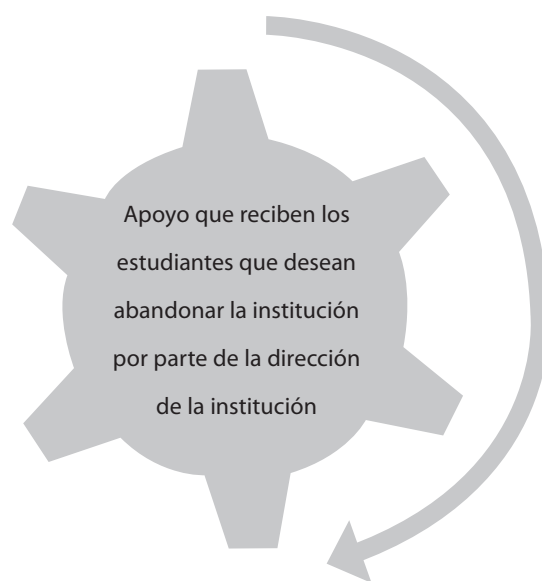 Apoyo que reciben los
estudiantes que desean
abandonar la institución
por parte de la dirección
de la institución